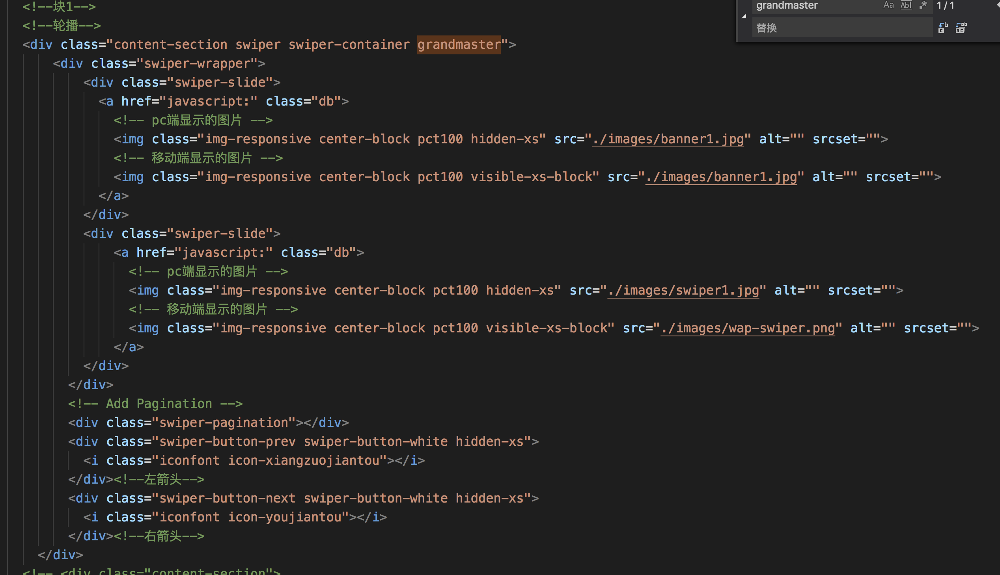 <!--块1-->
<!--轮播-->
<div class="content-section swiper swiper-container grandmaster">
<div class="swiper-wrapper">
<div class="swiper-slide">
<a href="javascript:" class="db">
<!-- pc端显示的图片 -->
<img class="img-responsive center-block pct100 hidden-xs" src="./images/banner1.jpg" alt="" srcset="">
<!-- 移动端显示的图片 -->
<img class="img-responsive center-block pct100 visible-xs-block" src="./images/banner1.jpg" alt="" srcset="">
</a>
</div>
<div class="swiper-slide">
<a href="javascript:" class="db">
<!-- pc端显示的图片 -->
<img class="img-responsive center-block pct100 hidden-xs" src="./images/swiper1.jpg" alt="" srcset="">
<!-- 移动端显示的图片 -->
<img class="img-responsive center-block pct100 visible-xs-block" src="./images/wap-swiper.png" alt="" srcset="">
</a>
</div>
</div>
<!-- Add Pagination -->
<div class="swiper-pagination"></div>
<div class="swiper-button-prev swiper-button-white hidden-xs">
<i class="iconfont icon-xiangzuojiantou"></i>
</div><!--左箭头-->
<div class="swiper-button-next swiper-button-white hidden-xs">
<i class="iconfont icon-youjiantou"></i>
</div><!--右箭头-->
</div>
<!-- <div class="content-section">
grandmaster Aa Abl .* 1/1
替换